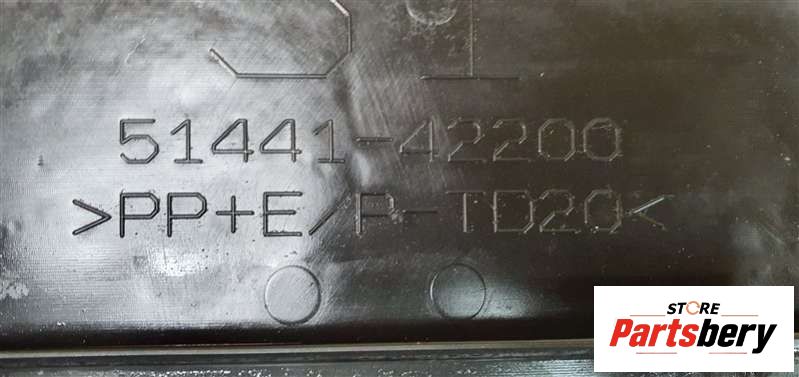 51441-42200
>PP+E/P-TD20<
STORE
Partsbery